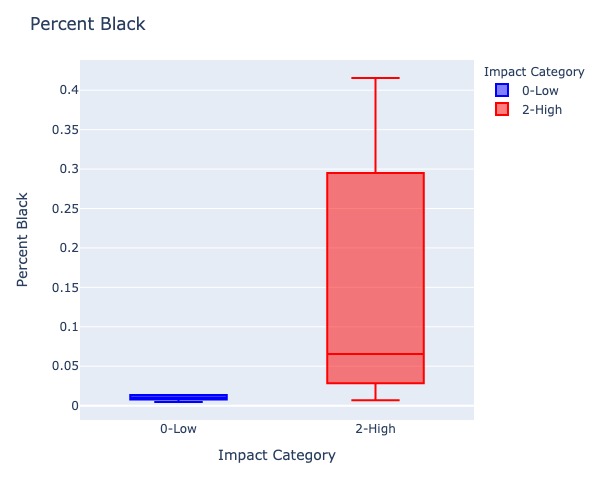 Percent Black
Impact Category
0-Low
2-High
Percent Black
0.4
0.35
0.3
0.25
0.2
0.15
0.1
0.05
0
0-Low
2-High
Impact Category